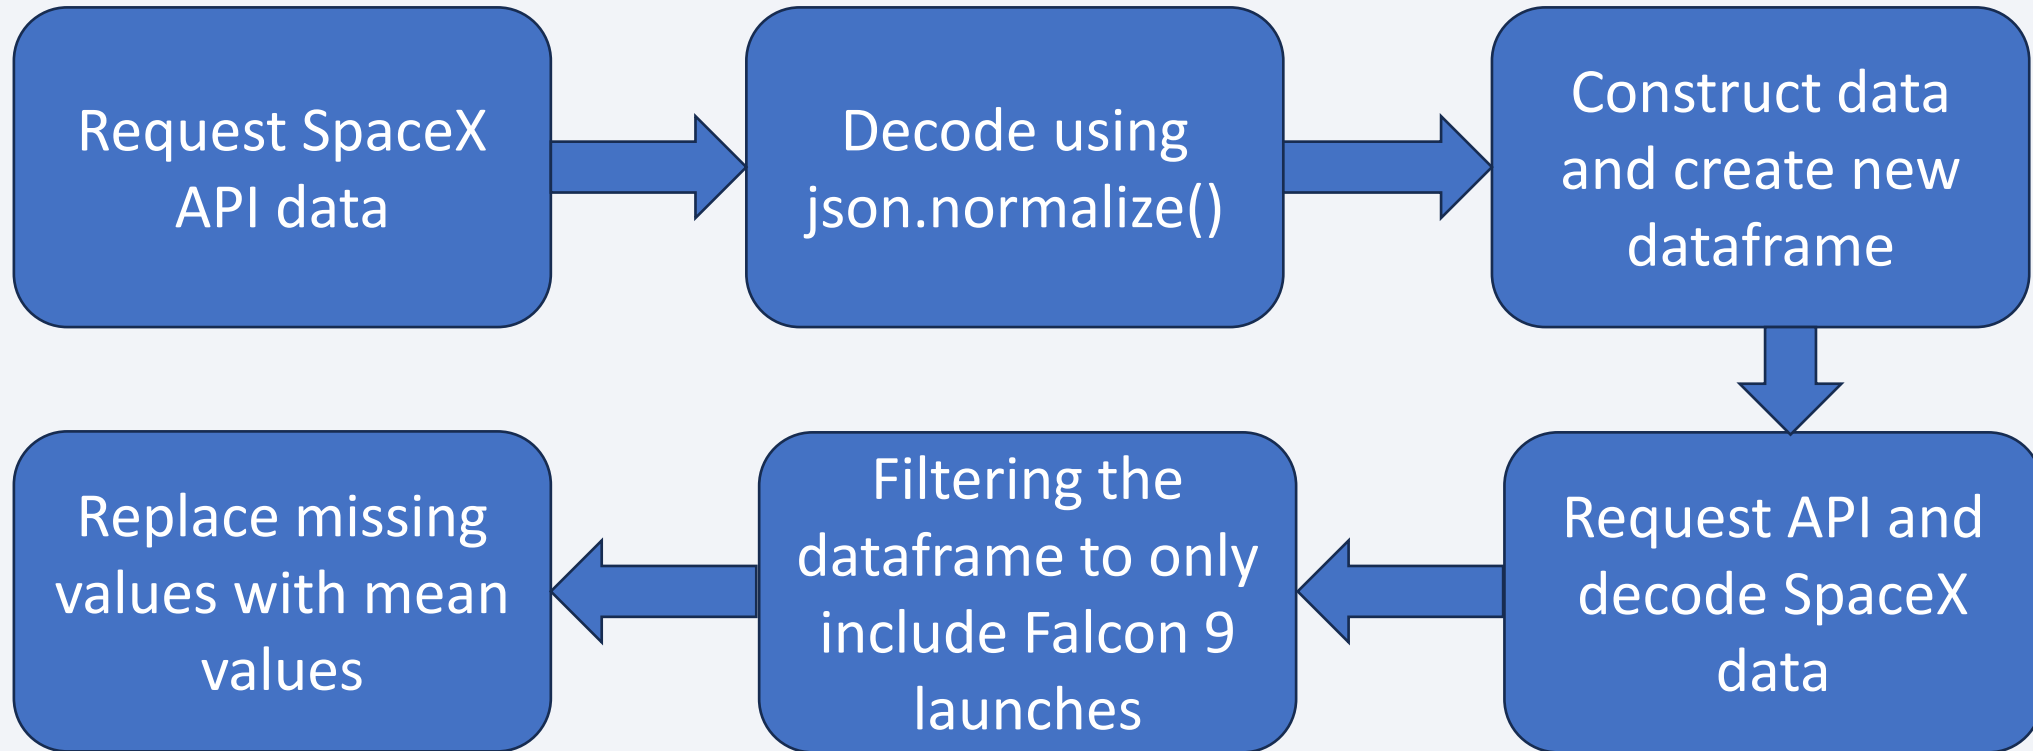 Request SpaceX
API data
Decode using
json.normalize()
Construct data
and create new
dataframe
Request API and
decode SpaceX
data
Filtering the
dataframe to only
include Falcon 9
launches
Replace missing
values with mean
values